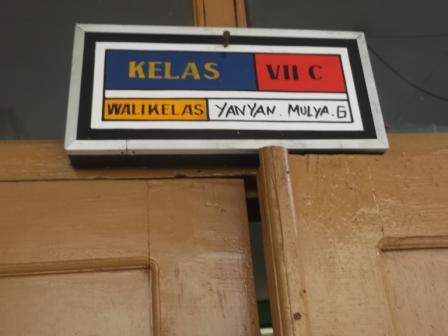 KELAS VII C
WALIKELAS YANYAN. MULYA. G